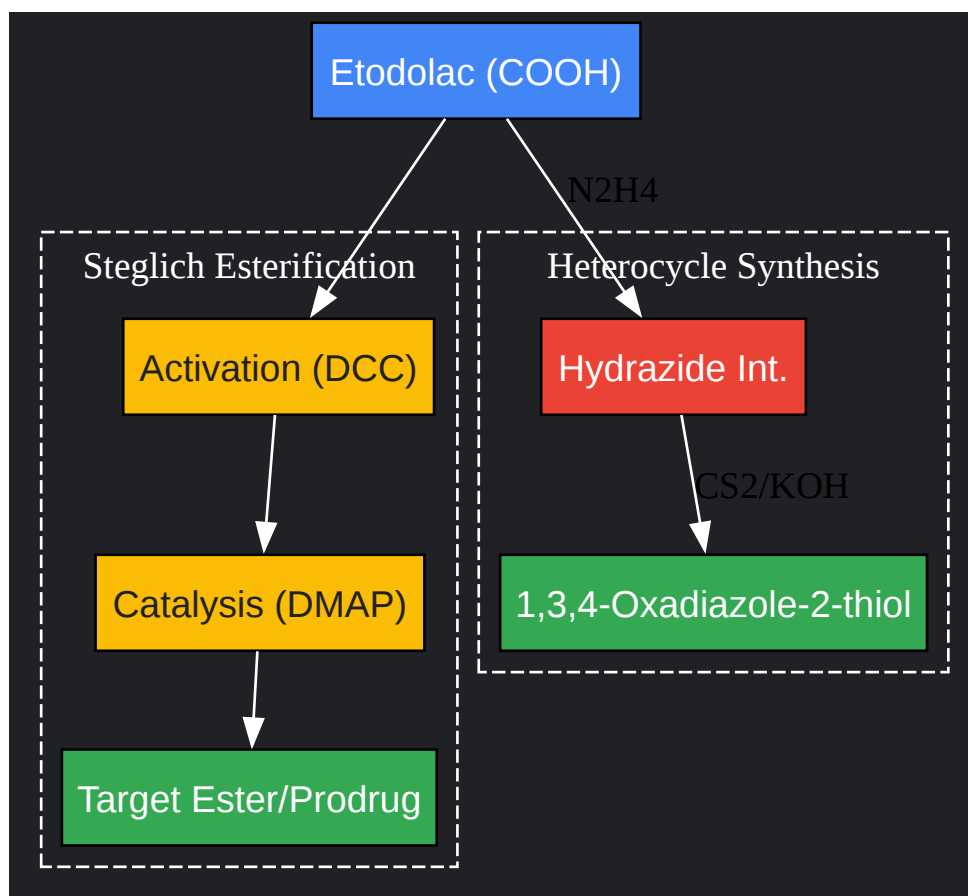 Etodolac (COOH)
N2H4
Steglich Esterification
Heterocycle Synthesis
Activation (DCC)
Hydrazide Int.
CS2/KOH
Catalysis (DMAP)
1,3,4-Oxadiazole-2-thiol
Target Ester/Prodrug